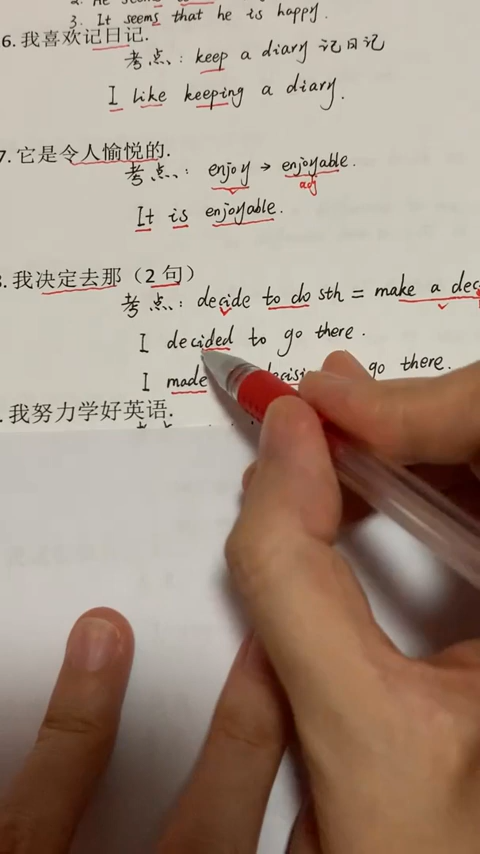 3. It seems that he is happy.
6. 我喜欢记日记.
考点: keep a diary 记日记
I like keeping a diary.
7. 它是令人愉悦的.
考点: enjoy → enjoyable.
adj
It is enjoyable.
我决定去那（2 句）
考点: decide to do sth = make a
I decided to go there.
I made go there.
我努力学好英语.